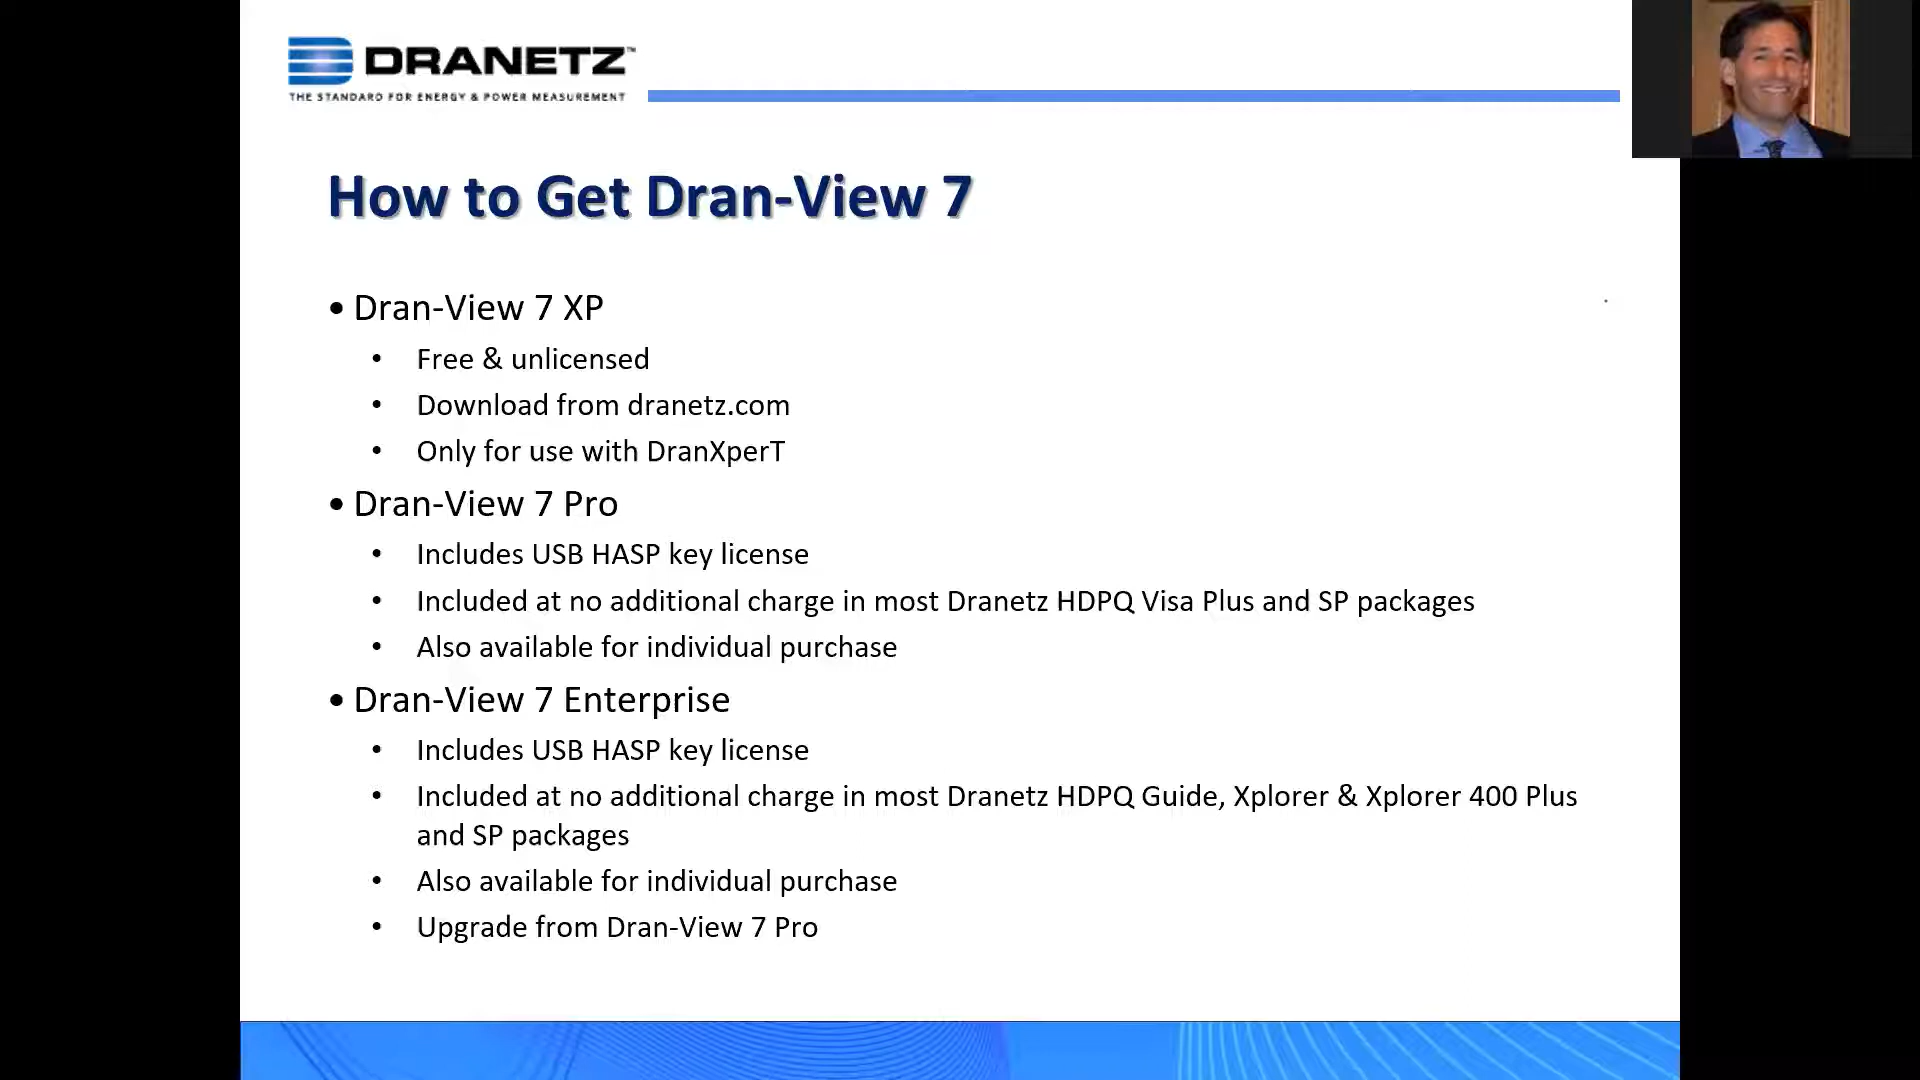 DRANETZ™
THE STANDARD FOR ENERGY & POWER MEASUREMENT
How to Get Dran-View 7
• Dran-View 7 XP
• Free & unlicensed
• Download from dranetz.com
• Only for use with DranXperT
• Dran-View 7 Pro
• Includes USB HASP key license
• Included at no additional charge in most Dranetz HDPQ Visa Plus and SP packages
• Also available for individual purchase
• Dran-View 7 Enterprise
• Includes USB HASP key license
• Included at no additional charge in most Dranetz HDPQ Guide, Xplorer & Xplorer 400 Plus
and SP packages
• Also available for individual purchase
• Upgrade from Dran-View 7 Pro